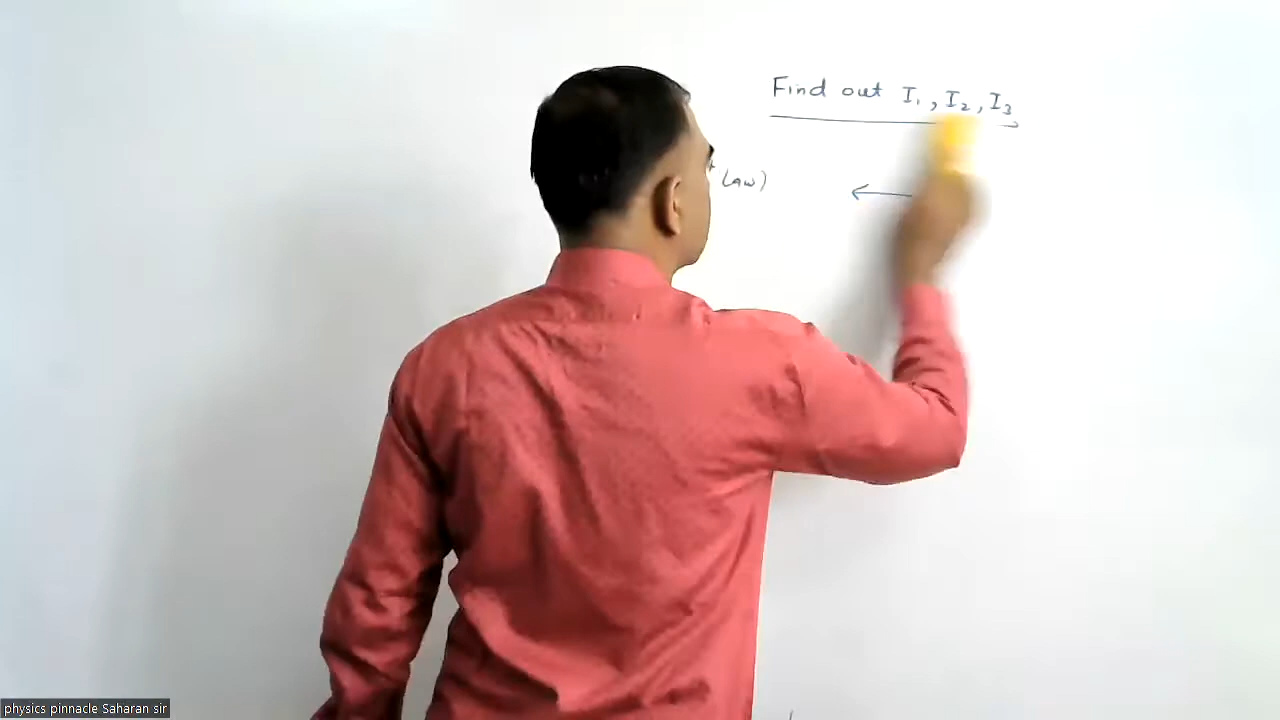 Find out I₁, I₂, I₃
Law)
physics pinnacle Saharan sir